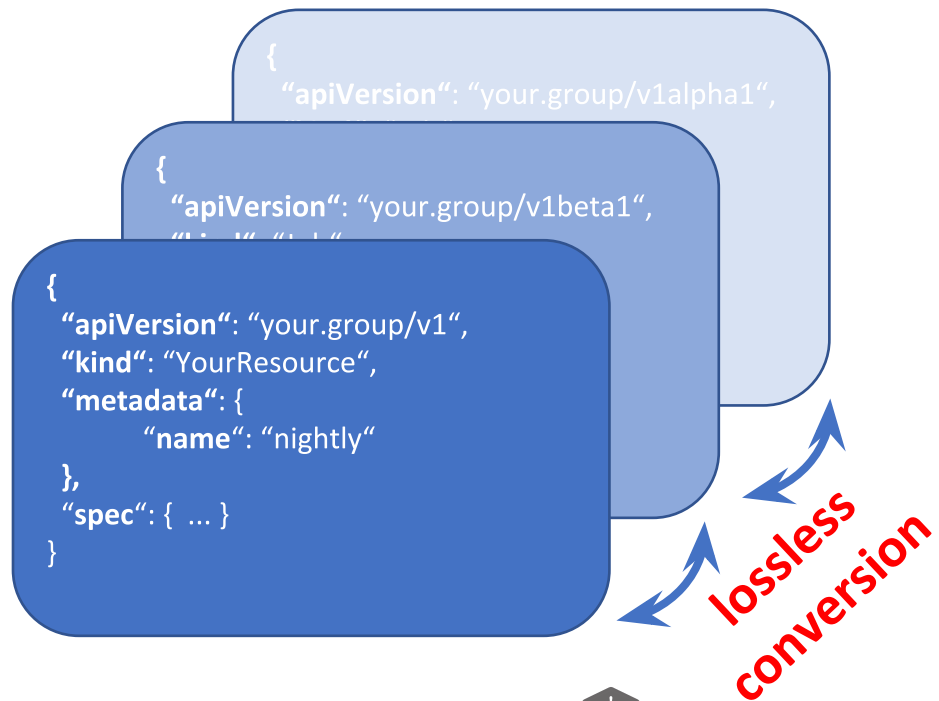 {
“apiVersion“: “your.group/v1alpha1“,
{
“apiVersion“: “your.group/v1beta1“,
{
“apiVersion“: “your.group/v1“,
“kind“: “YourResource“,
“metadata“: {
“name“: “nightly“
},
“spec“: { ... }
}
lossless
conversion